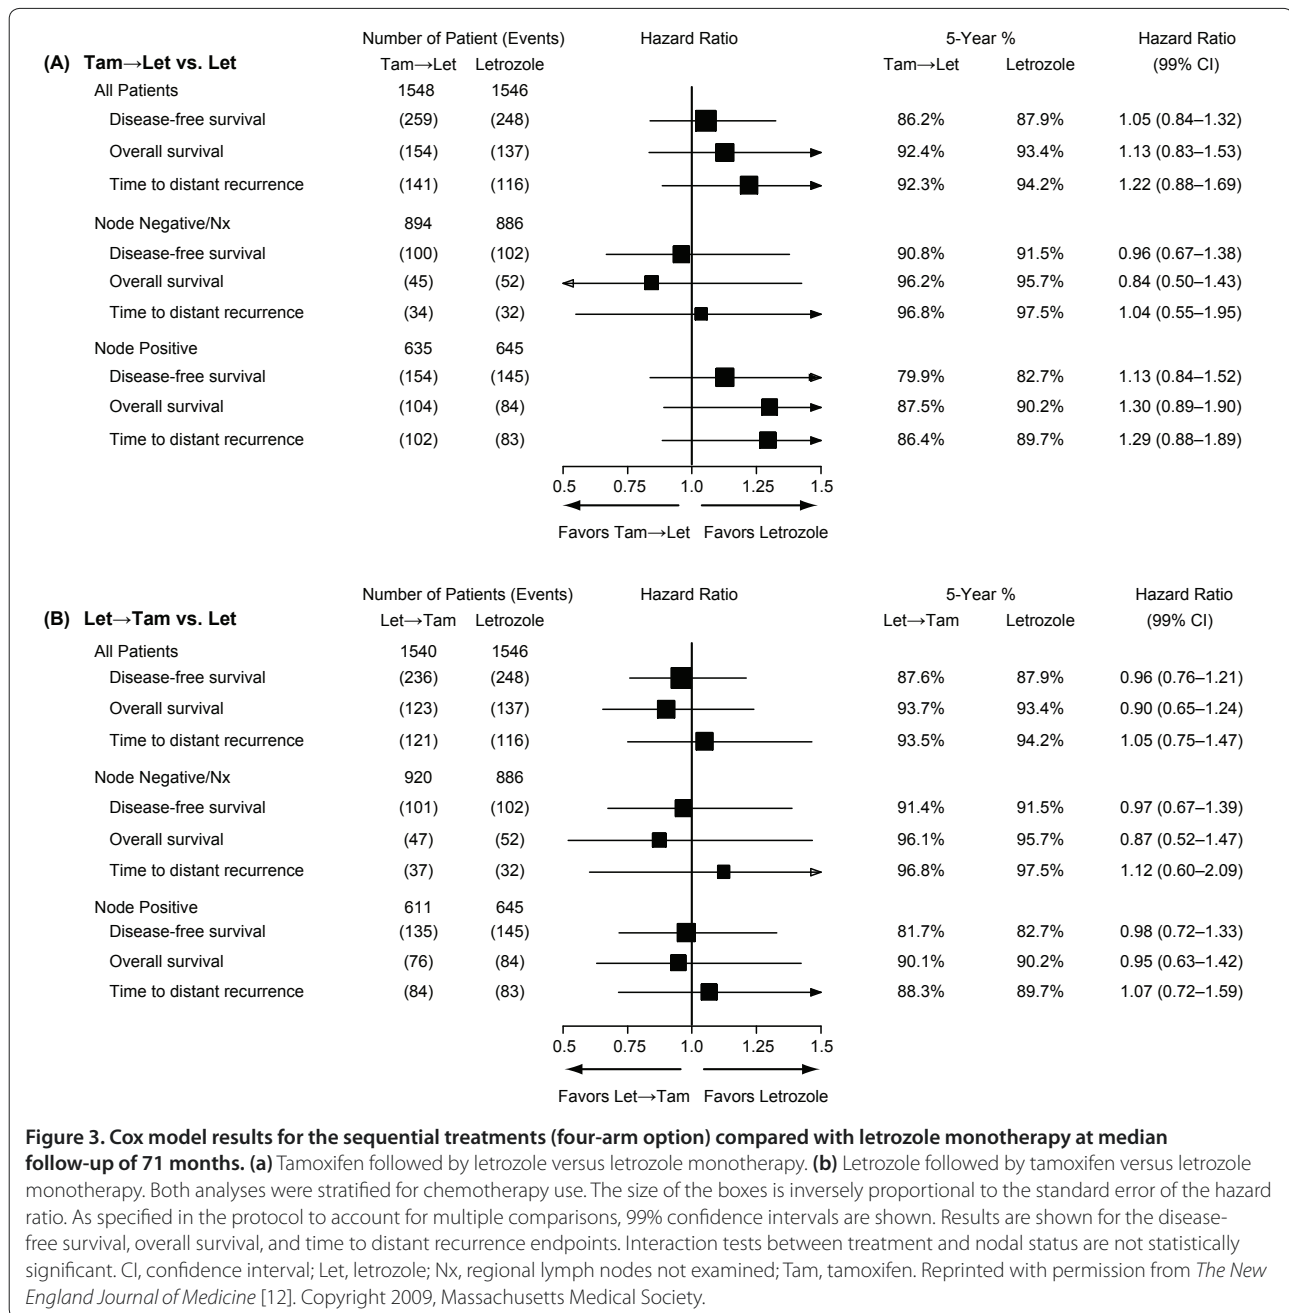 Number of Patient (Events) Hazard Ratio 5-Year % Hazard Ratio
(A) Tam→Let vs. Let Tam→Let Letrozole Tam→Let Letrozole (99% CI)
All Patients 1548 1546
Disease-free survival (259) (248) 86.2% 87.9% 1.05 (0.84–1.32)
Overall survival (154) (137) 92.4% 93.4% 1.13 (0.83–1.53)
Time to distant recurrence (141) (116) 92.3% 94.2% 1.22 (0.88–1.69)
Node Negative/Nx 894 886
Disease-free survival (100) (102) 90.8% 91.5% 0.96 (0.67–1.38)
Overall survival (45) (52) 96.2% 95.7% 0.84 (0.50–1.43)
Time to distant recurrence (34) (32) 96.8% 97.5% 1.04 (0.55–1.95)
Node Positive 635 645
Disease-free survival (154) (145) 79.9% 82.7% 1.13 (0.84–1.52)
Overall survival (104) (84) 87.5% 90.2% 1.30 (0.89–1.90)
Time to distant recurrence (102) (83) 86.4% 89.7% 1.29 (0.88–1.89)
0.5 0.75 1.0 1.25 1.5
Favors Tam→Let Favors Letrozole
Number of Patients (Events) Hazard Ratio 5-Year % Hazard Ratio
(B) Let→Tam vs. Let Let→Tam Letrozole Let→Tam Letrozole (99% CI)
All Patients 1540 1546
Disease-free survival (236) (248) 87.6% 87.9% 0.96 (0.76–1.21)
Overall survival (123) (137) 93.7% 93.4% 0.90 (0.65–1.24)
Time to distant recurrence (121) (116) 93.5% 94.2% 1.05 (0.75–1.47)
Node Negative/Nx 920 886
Disease-free survival (101) (102) 91.4% 91.5% 0.97 (0.67–1.39)
Overall survival (47) (52) 96.1% 95.7% 0.87 (0.52–1.47)
Time to distant recurrence (37) (32) 96.8% 97.5% 1.12 (0.60–2.09)
Node Positive 611 645
Disease-free survival (135) (145) 81.7% 82.7% 0.98 (0.72–1.33)
Overall survival (76) (84) 90.1% 90.2% 0.95 (0.63–1.42)
Time to distant recurrence (84) (83) 88.3% 89.7% 1.07 (0.72–1.59)
0.5 0.75 1.0 1.25 1.5
Favors Let→Tam Favors Letrozole
Figure 3. Cox model results for the sequential treatments (four-arm option) compared with letrozole monotherapy at median
follow-up of 71 months. (a) Tamoxifen followed by letrozole versus letrozole monotherapy. (b) Letrozole followed by tamoxifen versus letrozole
monotherapy. Both analyses were stratified for chemotherapy use. The size of the boxes is inversely proportional to the standard error of the hazard
ratio. As specified in the protocol to account for multiple comparisons, 99% confidence intervals are shown. Results are shown for the disease-
free survival, overall survival, and time to distant recurrence endpoints. Interaction tests between treatment and nodal status are not statistically
significant. CI, confidence interval; Let, letrozole; Nx, regional lymph nodes not examined; Tam, tamoxifen. Reprinted with permission from The New
England Journal of Medicine [12]. Copyright 2009, Massachusetts Medical Society.